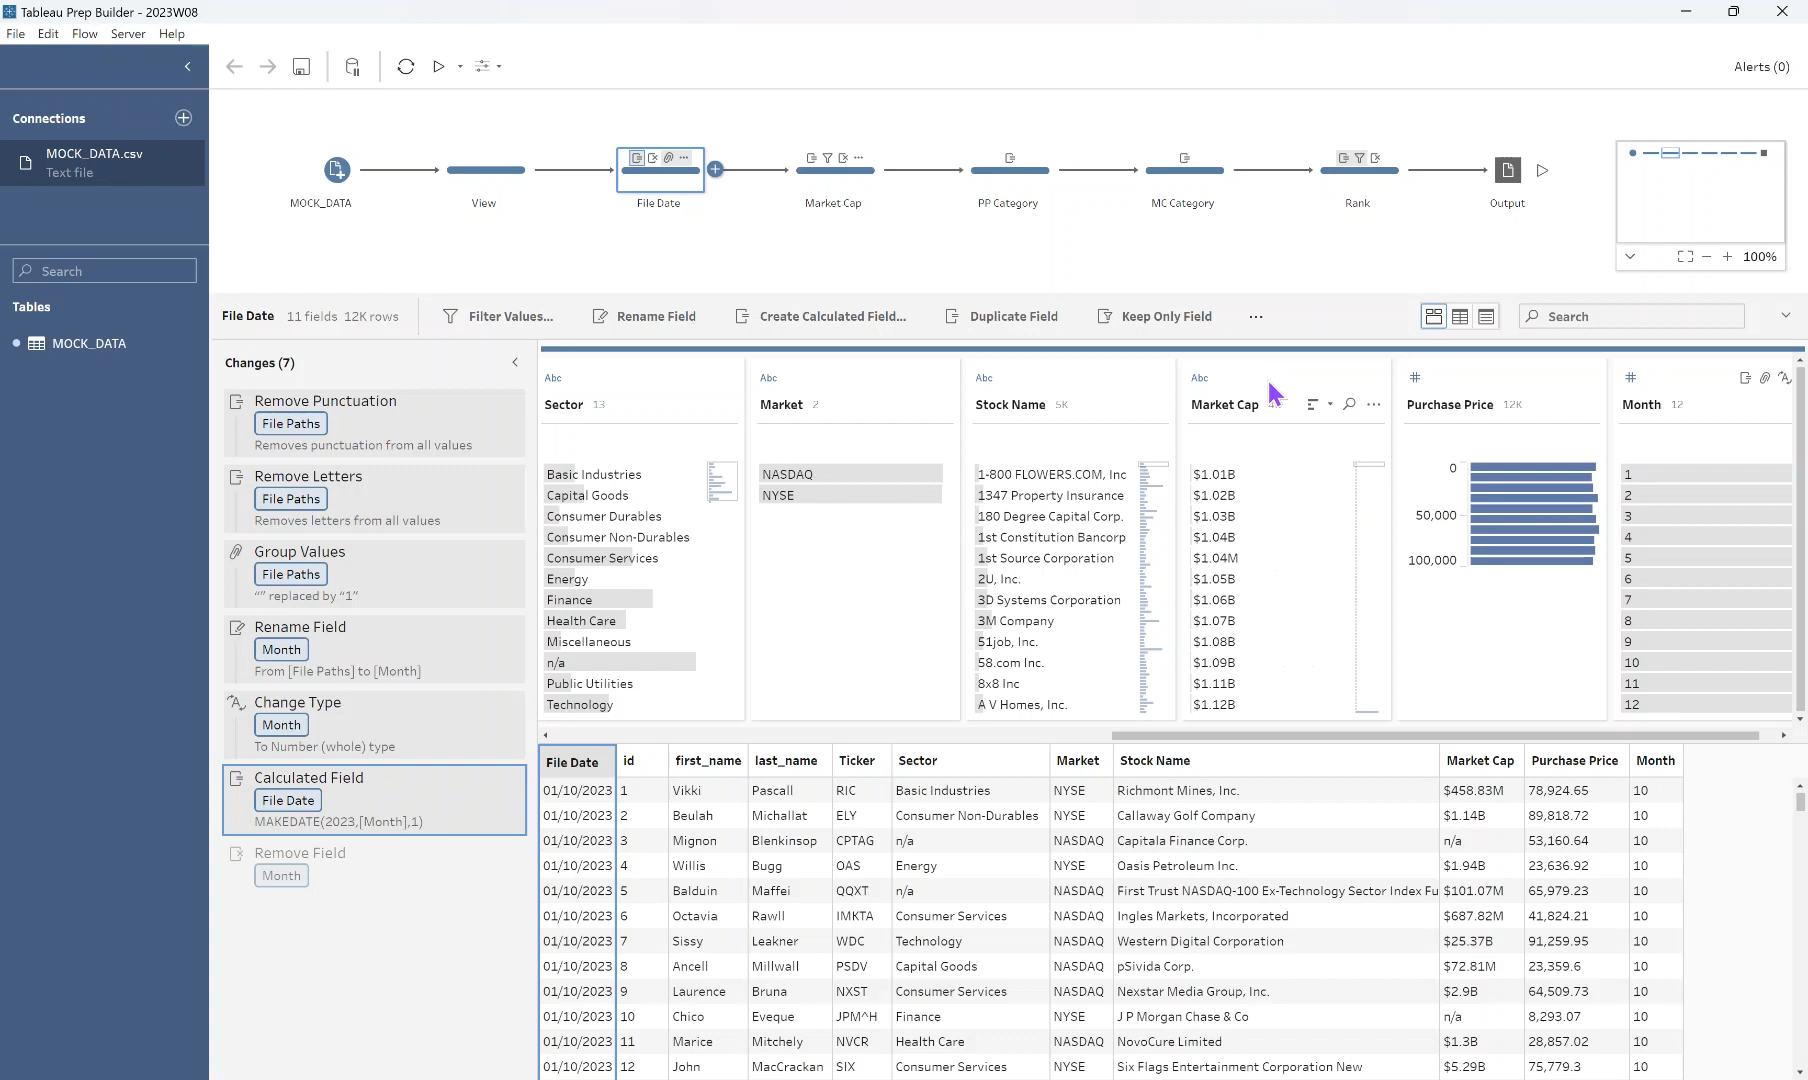 Tableau Prep Builder - 2023W08
File Edit Flow Server Help
Alerts (0)
Connections
MOCK_DATA.csv
Text file
Search
Tables
MOCK_DATA
MOCK_DATA View File Date Market Cap PP Category MC Category Rank Output
100%
File Date 11 fields 12K rows Filter Values... Rename Field Create Calculated Field... Duplicate Field Keep Only Field ... Search
Changes (7)
Remove Punctuation
File Paths
Removes punctuation from all values
Remove Letters
File Paths
Removes letters from all values
Group Values
File Paths
“” replaced by “1”
Rename Field
Month
From [File Paths] to [Month]
Change Type
Month
To Number (whole) type
Calculated Field
File Date
MAKEDATE(2023,[Month],1)
Remove Field
Month
Abc
Sector 13
Basic Industries
Capital Goods
Consumer Durables
Consumer Non-Durables
Consumer Services
Energy
Finance
Health Care
Miscellaneous
n/a
Public Utilities
Technology
Abc
Market 2
NASDAQ
NYSE
Abc
Stock Name 5K
1-800 FLOWERS.COM, Inc
1347 Property Insurance
180 Degree Capital Corp.
1st Constitution Bancorp
1st Source Corporation
2U, Inc.
3D Systems Corporation
3M Company
51job, Inc.
58.com Inc.
8x8 Inc
A V Homes, Inc.
Abc
Market Cap
$1.01B
$1.02B
$1.03B
$1.04B
$1.04M
$1.05B
$1.06B
$1.07B
$1.08B
$1.09B
$1.11B
$1.12B
#
Purchase Price 12K
0
50,000
100,000
#
Month 12
1
2
3
4
5
6
7
8
9
10
11
12
File Date id first_name last_name Ticker Sector Market Stock Name Market Cap Purchase Price Month
01/10/2023 1 Vikki Pascall RIC Basic Industries NYSE Richmont Mines, Inc. $458.83M 78,924.65 10
01/10/2023 2 Beulah Michallat ELY Consumer Non-Durables NYSE Callaway Golf Company $1.14B 89,818.72 10
01/10/2023 3 Mignon Blenkinsop CPTAG n/a NASDAQ Capitala Finance Corp. n/a 53,160.64 10
01/10/2023 4 Willis Bugg OAS Energy NYSE Oasis Petroleum Inc. $1.94B 23,636.92 10
01/10/2023 5 Balduin Maffei QQXT n/a NASDAQ First Trust NASDAQ-100 Ex-Technology Sector Index Fu $101.07M 65,979.23 10
01/10/2023 6 Octavia Rawll IMKTA Consumer Services NASDAQ Ingles Markets, Incorporated $687.82M 41,824.21 10
01/10/2023 7 Sissy Leakner WDC Technology NASDAQ Western Digital Corporation $25.37B 91,259.95 10
01/10/2023 8 Ancell Millwall PSDV Capital Goods NASDAQ pSivida Corp. $72.81M 23,359.6 10
01/10/2023 9 Laurence Bruna NXST Consumer Services NASDAQ Nexstar Media Group, Inc. $2.9B 64,509.73 10
01/10/2023 10 Chico Eveque JPM^H Finance NYSE J P Morgan Chase & Co n/a 8,293.07 10
01/10/2023 11 Marice Mitchely NVCR Health Care NASDAQ NovoCure Limited $1.3B 28,857.02 10
01/10/2023 12 John MacCrackan SIX Consumer Services NYSE Six Flags Entertainment Corporation New $5.29B 75,779.3 10